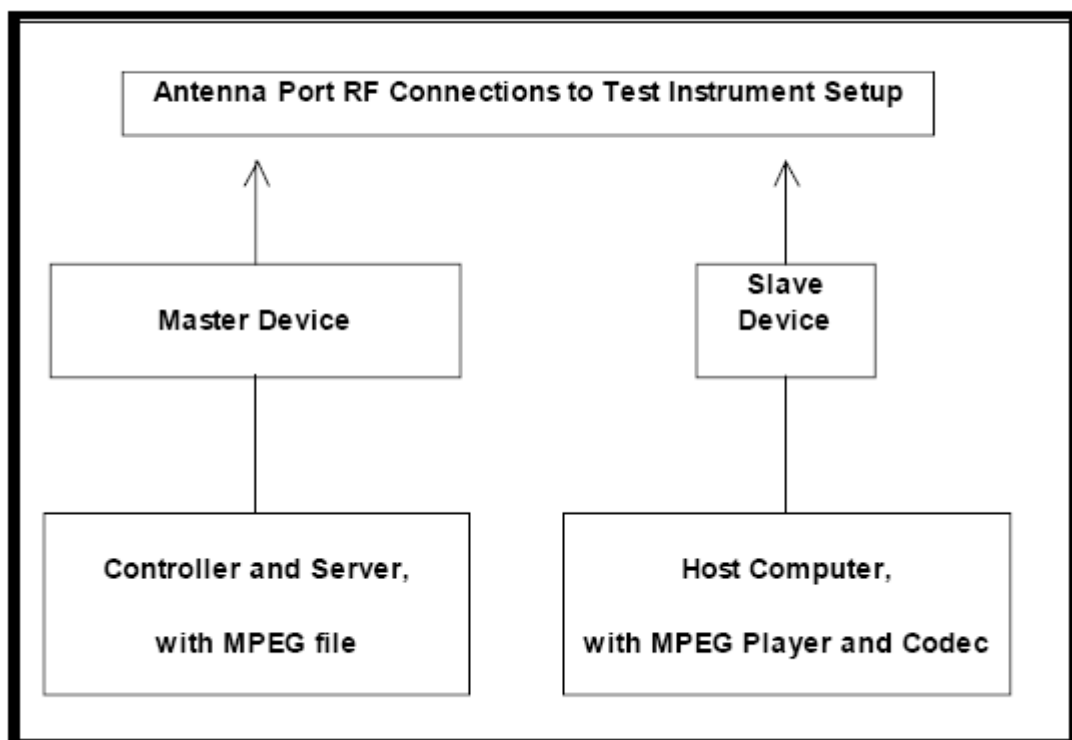 Antenna Port RF Connections to Test Instrument Setup
Master Device
Slave
Device
Controller and Server,
with MPEG file
Host Computer,
with MPEG Player and Codec